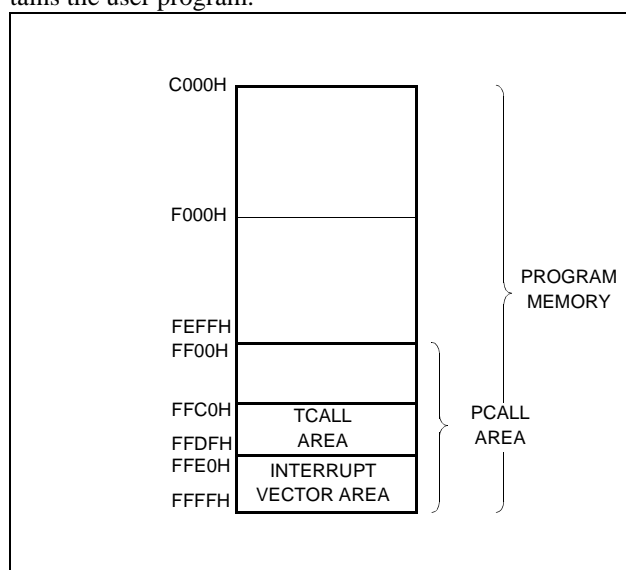 tains the user program.
C000H
F000H
PROGRAM
MEMORY
FEFFH
FF00H
FFC0H
TCALL
AREA
PCALL
AREA
FFDFH
FFE0H
INTERRUPT
VECTOR AREA
FFFFH